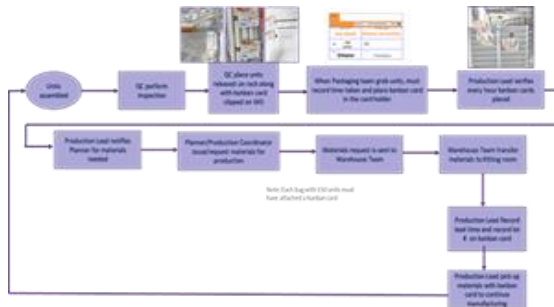 Units
assembled
QC perform
inspection
QC place units
released on rack along
with kanban card
clipped on
When Packaging team grab units, must
record time taken and place kanban card
in the card holder
Production Lead verifies
every hour kanban cards
placed
Production Lead notifies
Planner for materials
needed
Planner/Production Coordinator
issue/request materials for
production
Materials request is sent to
Warehouse Team
Warehouse Team transfer
materials to kitting room
Note: Each bag with units must
have attached a kanban card
Production Lead Record
lead time and record lot
# on kanban card
Production Lead pick up
materials with kanban
card to continue
manufacturing